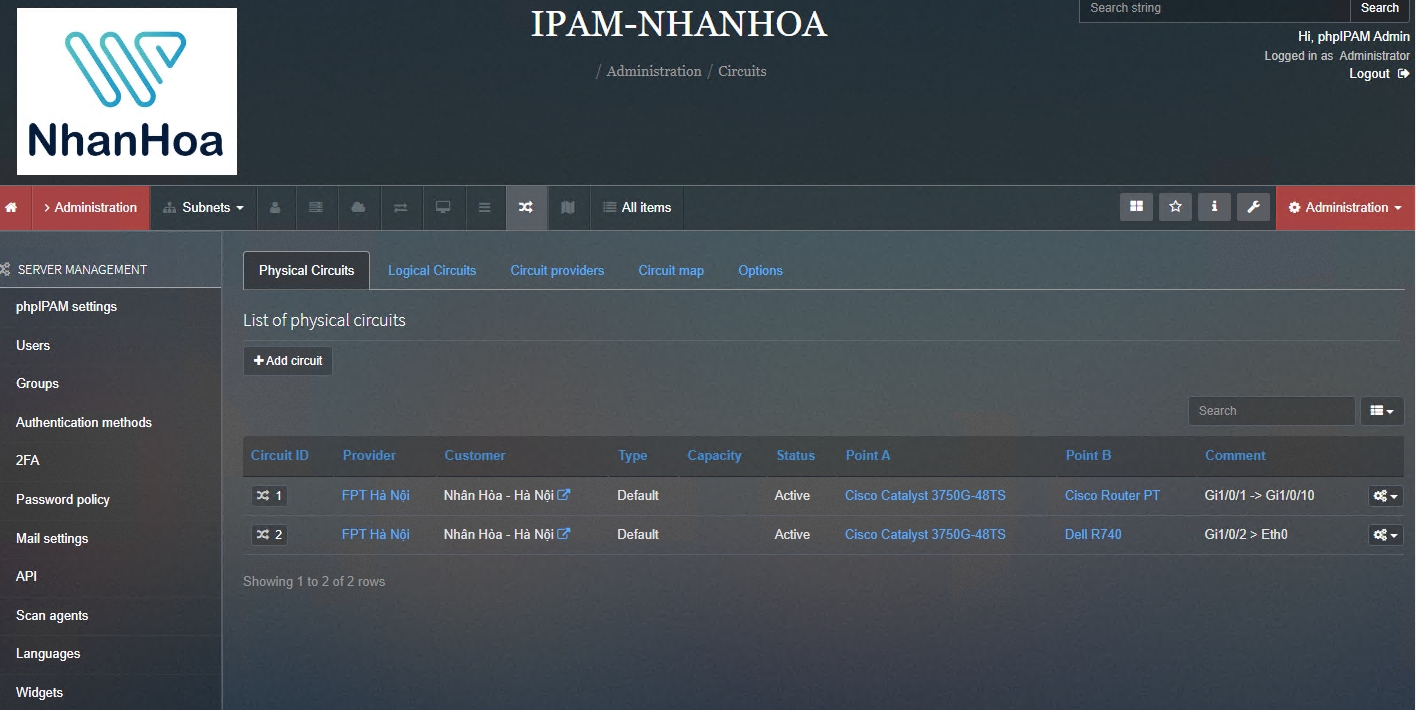 NhanHoa
IPAM-NHANHOA
/ Administration / Circuits
Search string Search
Hi, phpIPAM Admin
Logged in as Administrator
Logout
> Administration Subnets All items Administration
SERVER MANAGEMENT
phpIPAM settings
Users
Groups
Authentication methods
2FA
Password policy
Mail settings
API
Scan agents
Languages
Widgets
Physical Circuits Logical Circuits Circuit providers Circuit map Options
List of physical circuits
+ Add circuit
Search
Circuit ID Provider Customer Type Capacity Status Point A Point B Comment
1 FPT Hà Nội Nhân Hòa - Hà Nội Default Active Cisco Catalyst 3750G-48TS Cisco Router PT Gi1/0/1 -> Gi1/0/10
2 FPT Hà Nội Nhân Hòa - Hà Nội Default Active Cisco Catalyst 3750G-48TS Dell R740 Gi1/0/2 > Eth0
Showing 1 to 2 of 2 rows